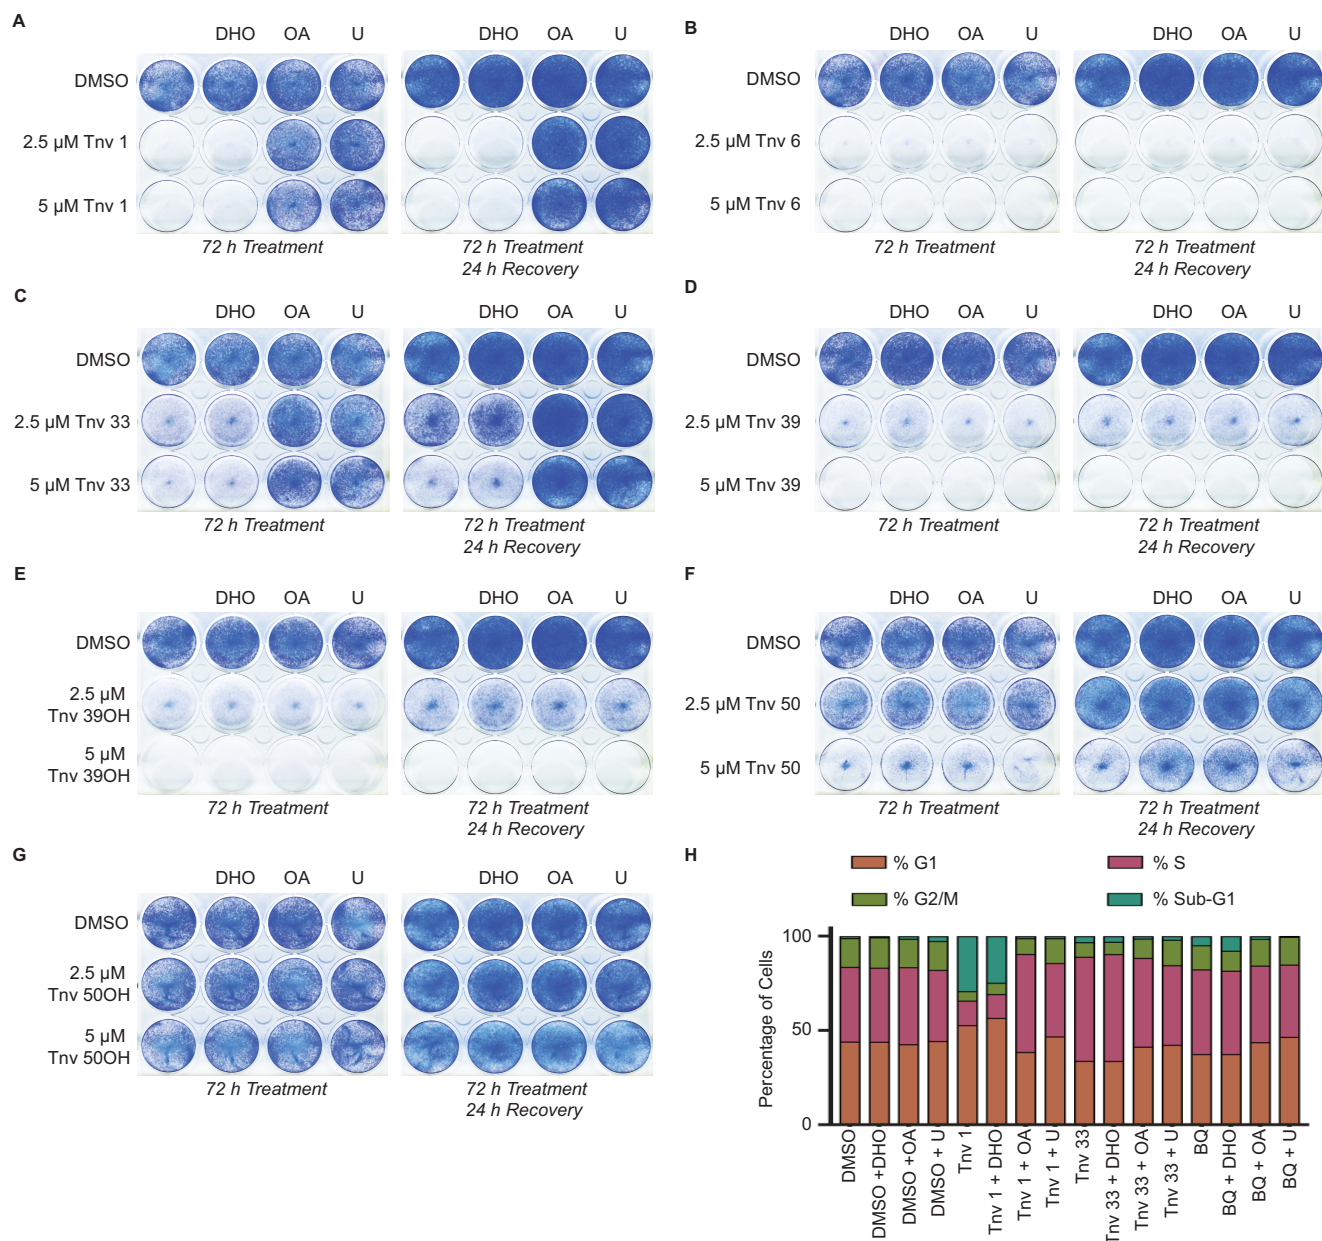 A
DHO OA U
DHO OA U
DMSO
2.5 µM Tnv 1
5 µM Tnv 1
72 h Treatment
72 h Treatment
24 h Recovery
B
DHO OA U
DHO OA U
DMSO
2.5 µM Tnv 6
5 µM Tnv 6
72 h Treatment
72 h Treatment
24 h Recovery
C
DHO OA U
DHO OA U
DMSO
2.5 µM Tnv 33
5 µM Tnv 33
72 h Treatment
72 h Treatment
24 h Recovery
D
DHO OA U
DHO OA U
DMSO
2.5 µM Tnv 39
5 µM Tnv 39
72 h Treatment
72 h Treatment
24 h Recovery
E
DHO OA U
DHO OA U
DMSO
2.5 µM
Tnv 39OH
5 µM
Tnv 39OH
72 h Treatment
72 h Treatment
24 h Recovery
F
DHO OA U
DHO OA U
DMSO
2.5 µM Tnv 50
5 µM Tnv 50
72 h Treatment
72 h Treatment
24 h Recovery
G
DHO OA U
DHO OA U
DMSO
2.5 µM
Tnv 50OH
5 µM
Tnv 50OH
72 h Treatment
72 h Treatment
24 h Recovery
H
% G1
% S
% G2/M
% Sub-G1
Percentage of Cells
100
50
0
DMSO
DMSO +DHO
DMSO +OA
DMSO + U
Tnv 1
Tnv 1 + DHO
Tnv 1 + OA
Tnv 1 + U
Tnv 33
Tnv 33 + DHO
Tnv 33 + OA
Tnv 33 + U
BQ
BQ + DHO
BQ + OA
BQ + U